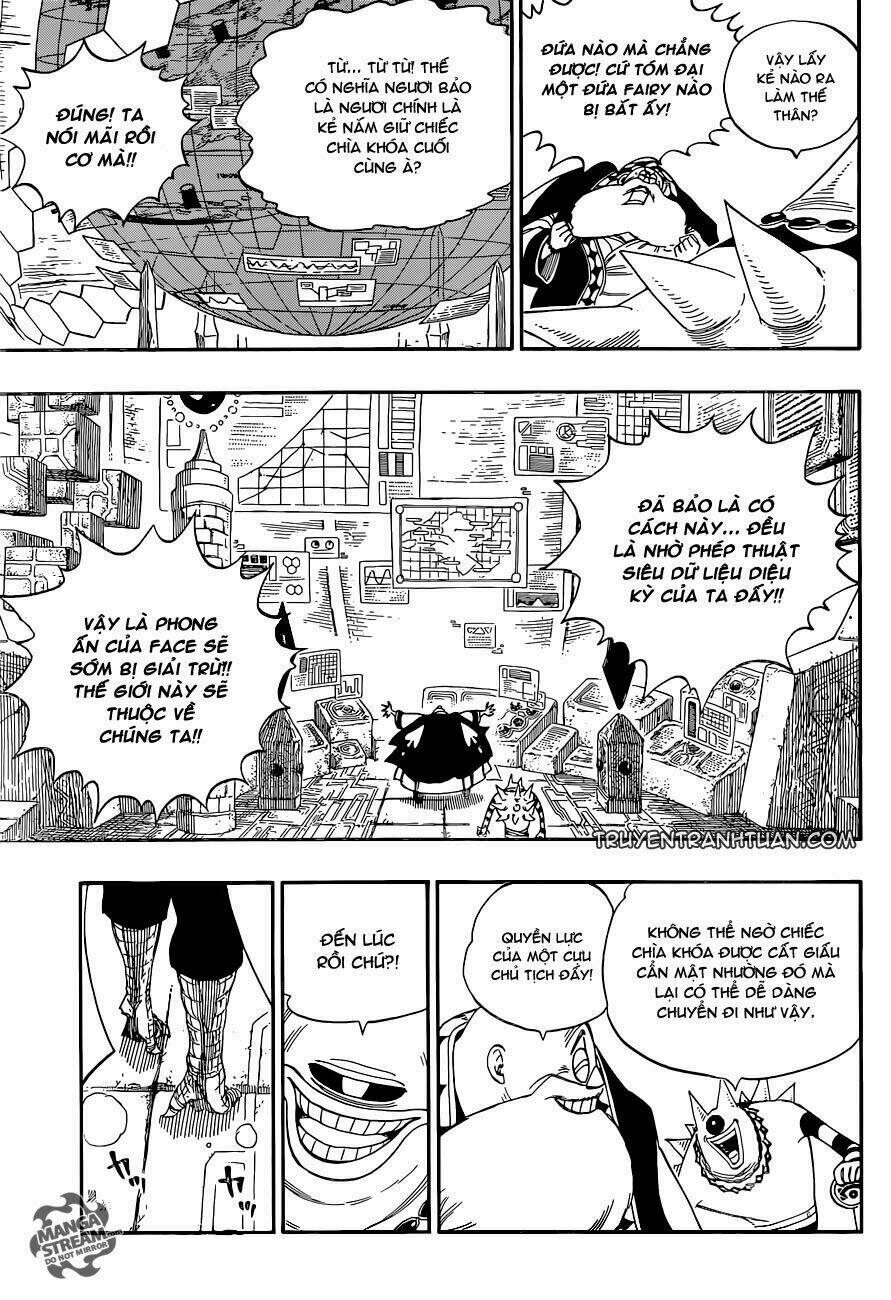 VẬY LẤY
KẺ NÀO RA
LÀM THẾ
THÂN?
ĐỨA NÀO MÀ CHẲNG
ĐƯỢC! CỨ TÓM ĐẠI
MỘT ĐỨA FAIRY NÀO
BỊ BẮT ẤY!
TỪ... TỪ TỪ! THẾ
CÓ NGHĨA NGƯƠI BẢO
LÀ NGƯƠI CHÍNH LÀ
KẺ NẮM GIỮ CHIẾC
CHÌA KHÓA CUỐI
CÙNG À?
ĐÚNG! TA
NÓI MÃI RỒI
CƠ MÀ!!
ĐÃ BẢO LÀ CÓ
CÁCH NÀY... ĐỀU
LÀ NHỜ PHÉP THUẬT
SIÊU DỮ LIỆU DIỆU
KỲ CỦA TA ĐẤY!!
VẬY LÀ PHONG
ẤN CỦA FACE SẼ
SỚM BỊ GIẢI TRỪ!!
THẾ GIỚI NÀY SẼ
THUỘC VỀ
CHÚNG TA!!
TRUYENTRANHTUAN.COM
KHÔNG THỂ NGỜ CHIẾC
CHÌA KHÓA ĐƯỢC CẤT GIẤU
CẨN MẬT NHƯỜNG ĐÓ MÀ
LẠI CÓ THỂ DỄ DÀNG
CHUYỂN ĐI NHƯ VẬY.
QUYỀN LỰC
CỦA MỘT CỰU
CHỦ TỊCH ĐẤY!
ĐẾN LÚC
RỒI CHỨ?!
カッ
カッ
MANGA
STREAM.com
DO NOT MIRROR